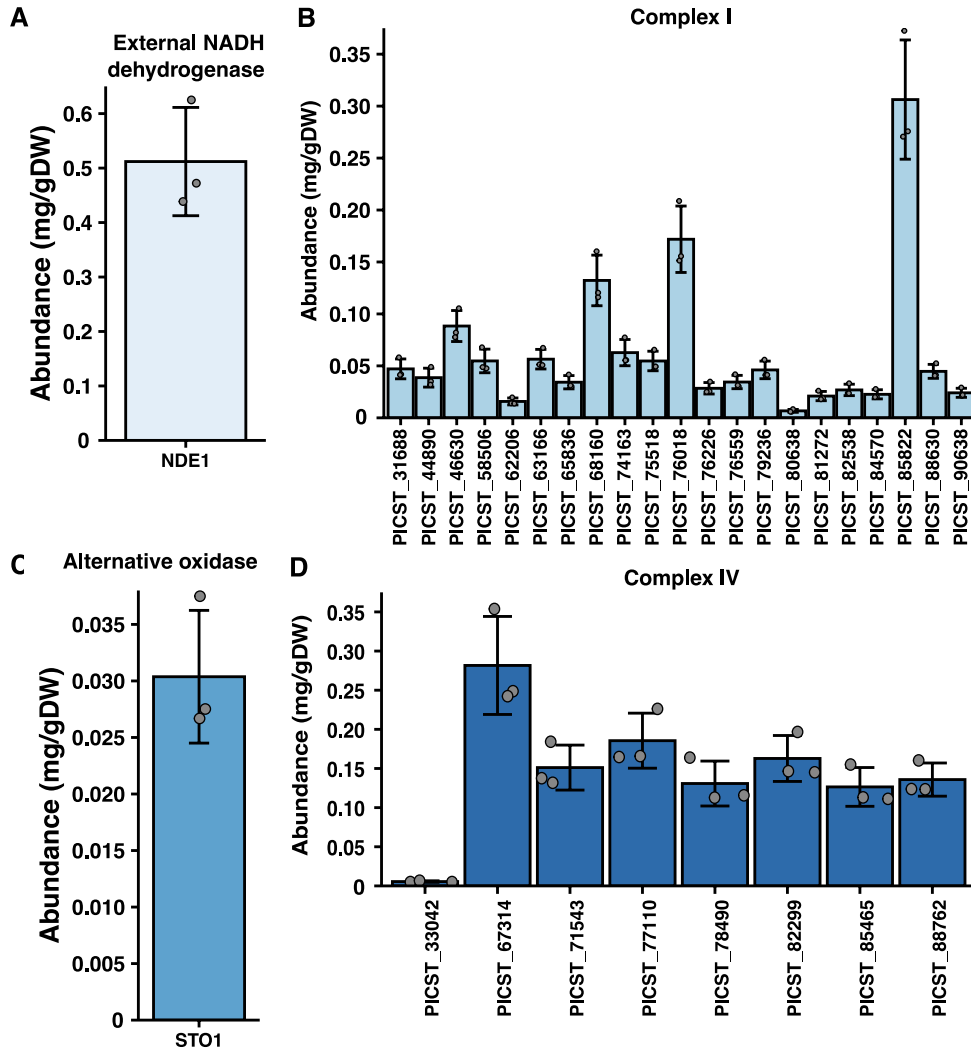 A
External NADH
dehydrogenase
Abundance (mg/gDW)
0.6
0.5
0.4
0.3
0.2
0.1
0
NDE1
B
Complex I
Abundance (mg/gDW)
0.35
0.30
0.25
0.20
0.15
0.10
0.05
0
PICST_31688
PICST_44890
PICST_46630
PICST_58506
PICST_62206
PICST_63166
PICST_65836
PICST_68160
PICST_74163
PICST_75518
PICST_76018
PICST_76226
PICST_76559
PICST_79236
PICST_80638
PICST_81272
PICST_82538
PICST_84570
PICST_85822
PICST_88630
PICST_90638
C
Alternative oxidase
Abundance (mg/gDW)
0.035
0.030
0.025
0.020
0.015
0.010
0.005
0
STO1
D
Complex IV
Abundance (mg/gDW)
0.35
0.30
0.25
0.20
0.15
0.10
0.05
0
PICST_33042
PICST_67314
PICST_71543
PICST_77110
PICST_78490
PICST_82299
PICST_85465
PICST_88762